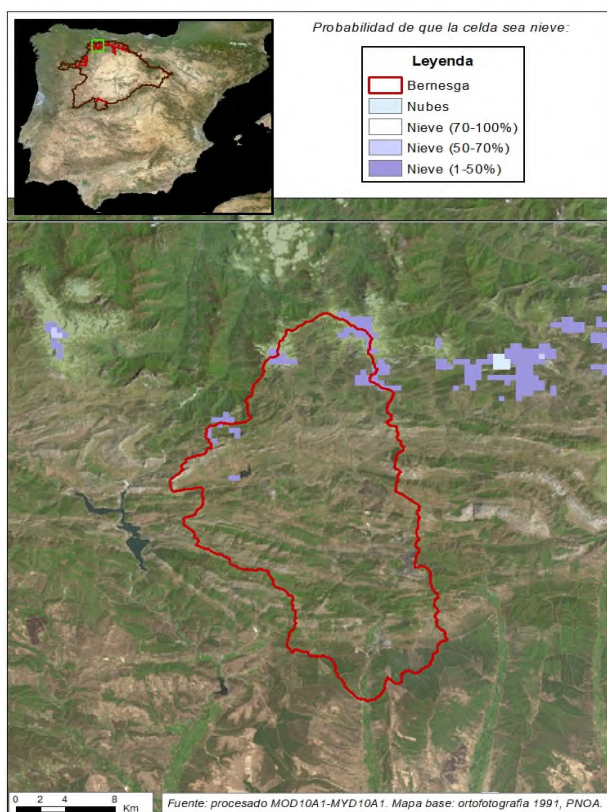 Probabilidad de que la celda sea nieve:
Leyenda
Bernesga
Nubes
Nieve (70-100%)
Nieve (50-70%)
Nieve (1-50%)
0 2 4 8
Km
Fuente: procesado MOD10A1-MYD10A1. Mapa base: ortofotografía 1991, PNOA